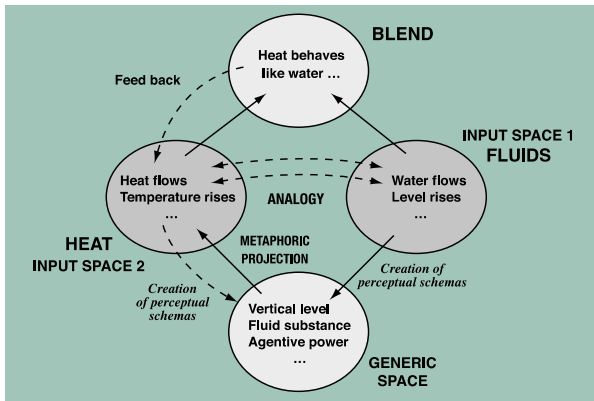 BLEND
Heat behaves
like water ...
Feed back
INPUT SPACE 1
FLUIDS
Heat flows
Temperature rises
...
ANALOGY
Water flows
Level rises
...
HEAT
INPUT SPACE 2
METAPHORIC
PROJECTION
Creation
of perceptual
schemas
Creation of
perceptual schemas
Vertical level
Fluid substance
Agentive power
...
GENERIC
SPACE